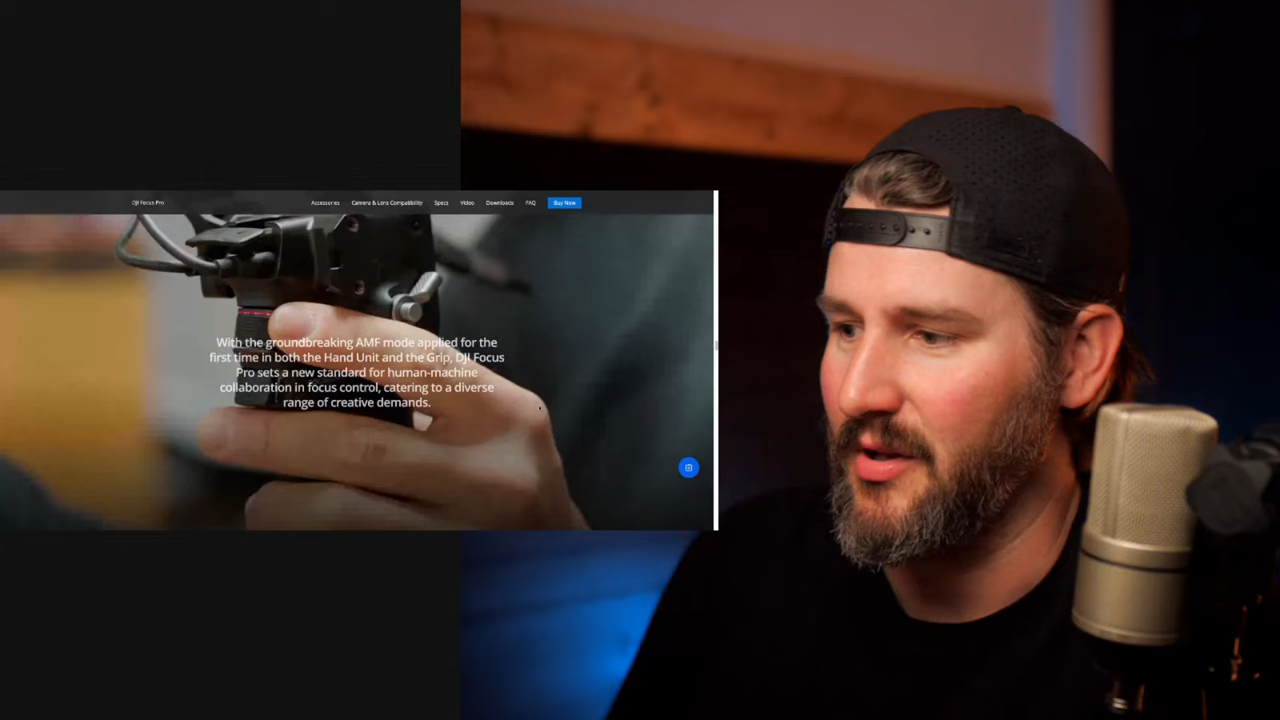 DJI Focus Pro
Accessories
Camera & Lens Compatibility
Specs
Video
Downloads
FAQ
Buy Now
With the groundbreaking AMF mode applied for the
first time in both the Hand Unit and the Grip, DJI Focus
Pro sets a new standard for human-machine
collaboration in focus control, catering to a diverse
range of creative demands.